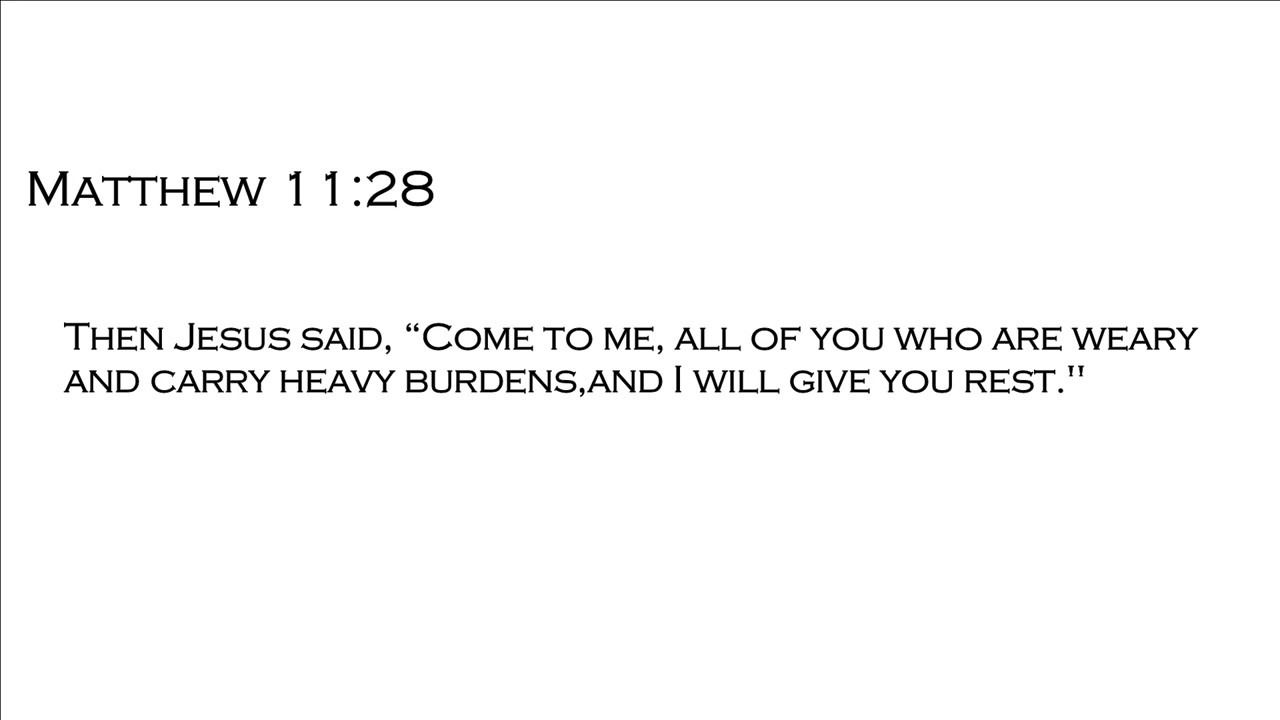 Matthew 11:28
Then Jesus said, “Come to me, all of you who are weary
and carry heavy burdens,and I will give you rest."